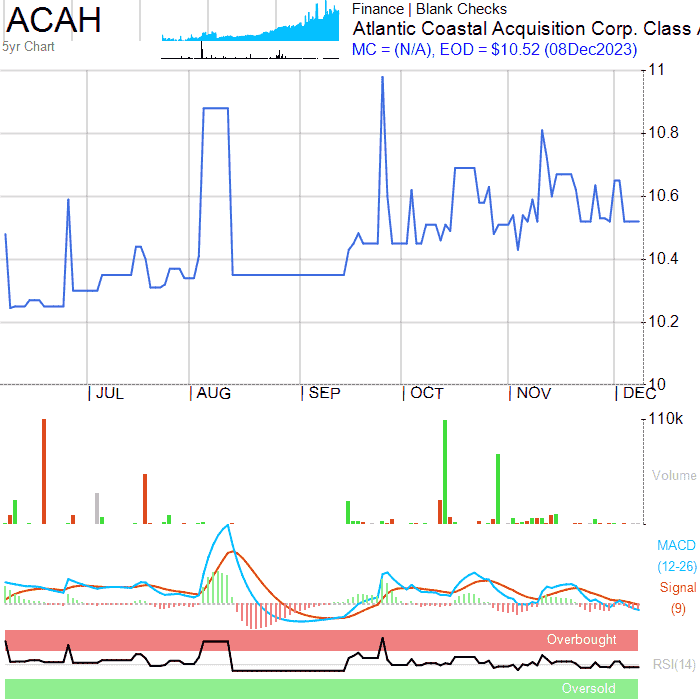 ACAH
5yr Chart
Finance | Blank Checks
Atlantic Coastal Acquisition Corp. Class A
MC = (N/A), EOD = $10.52 (08Dec2023)
11
10.8
10.6
10.4
10.2
10
JUL AUG SEP OCT NOV DEC
110k
Volume
MACD
(12-26)
Signal
(9)
Overbought
RSI(14)
Oversold